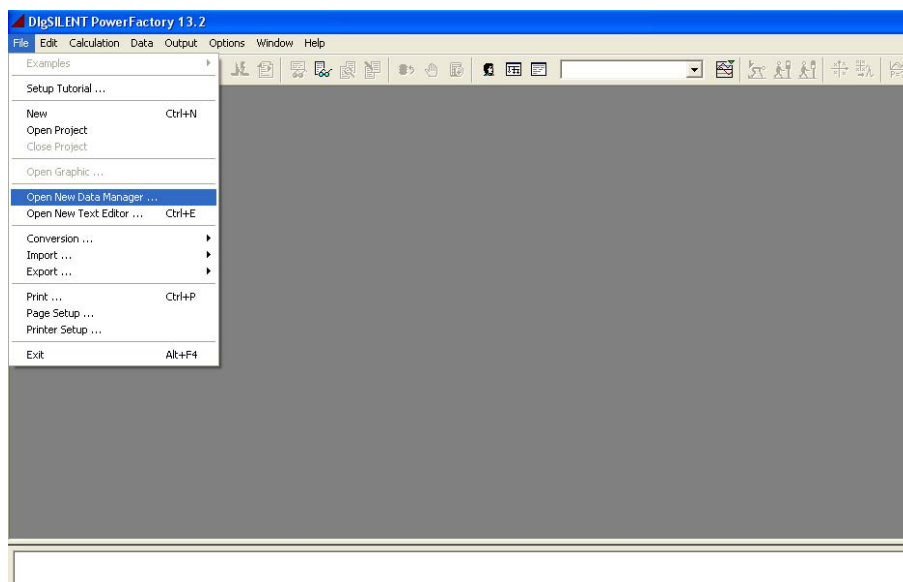 DIgSILENT PowerFactory 13.2
File Edit Calculation Data Output Options Window Help
Examples
Setup Tutorial ...
New Ctrl+N
Open Project
Close Project
Open Graphic ...
Open New Data Manager ...
Open New Text Editor ... Ctrl+E
Conversion ...
Import ...
Export ...
Print ... Ctrl+P
Page Setup ...
Printer Setup ...
Exit Alt+F4